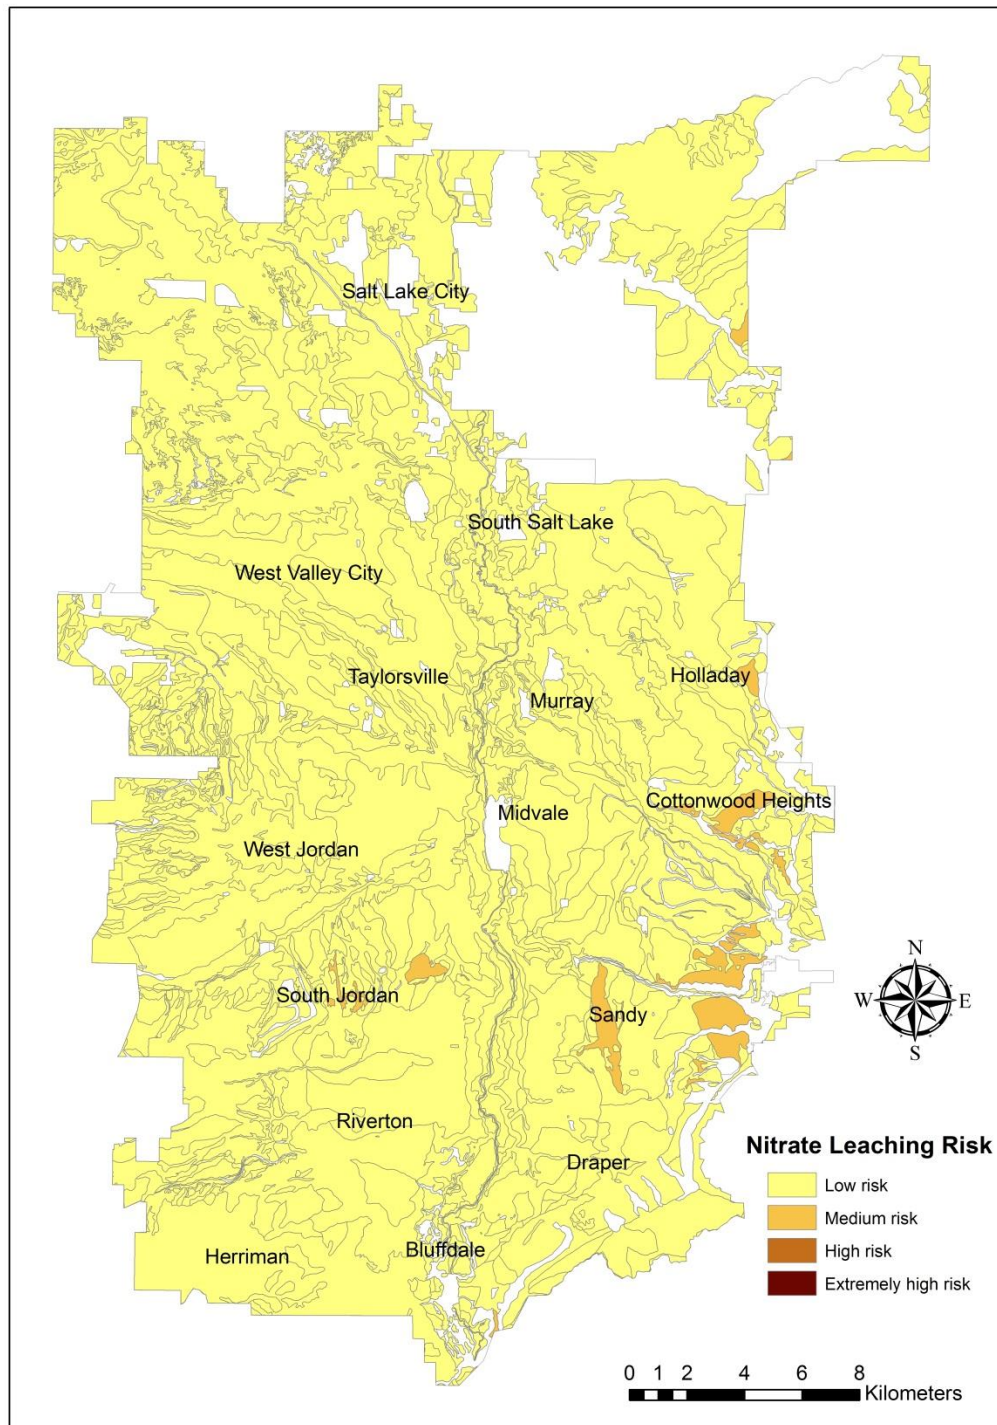 Salt Lake City
South Salt Lake
West Valley City
Taylorsville
Holladay
Murray
Cottonwood Heights
Midvale
West Jordan
N
W E
S
South Jordan
Sandy
Riverton
Draper
Bluffdale
Herriman
Nitrate Leaching Risk
Low risk
Medium risk
High risk
Extremely high risk
0 1 2 4 6 8
Kilometers